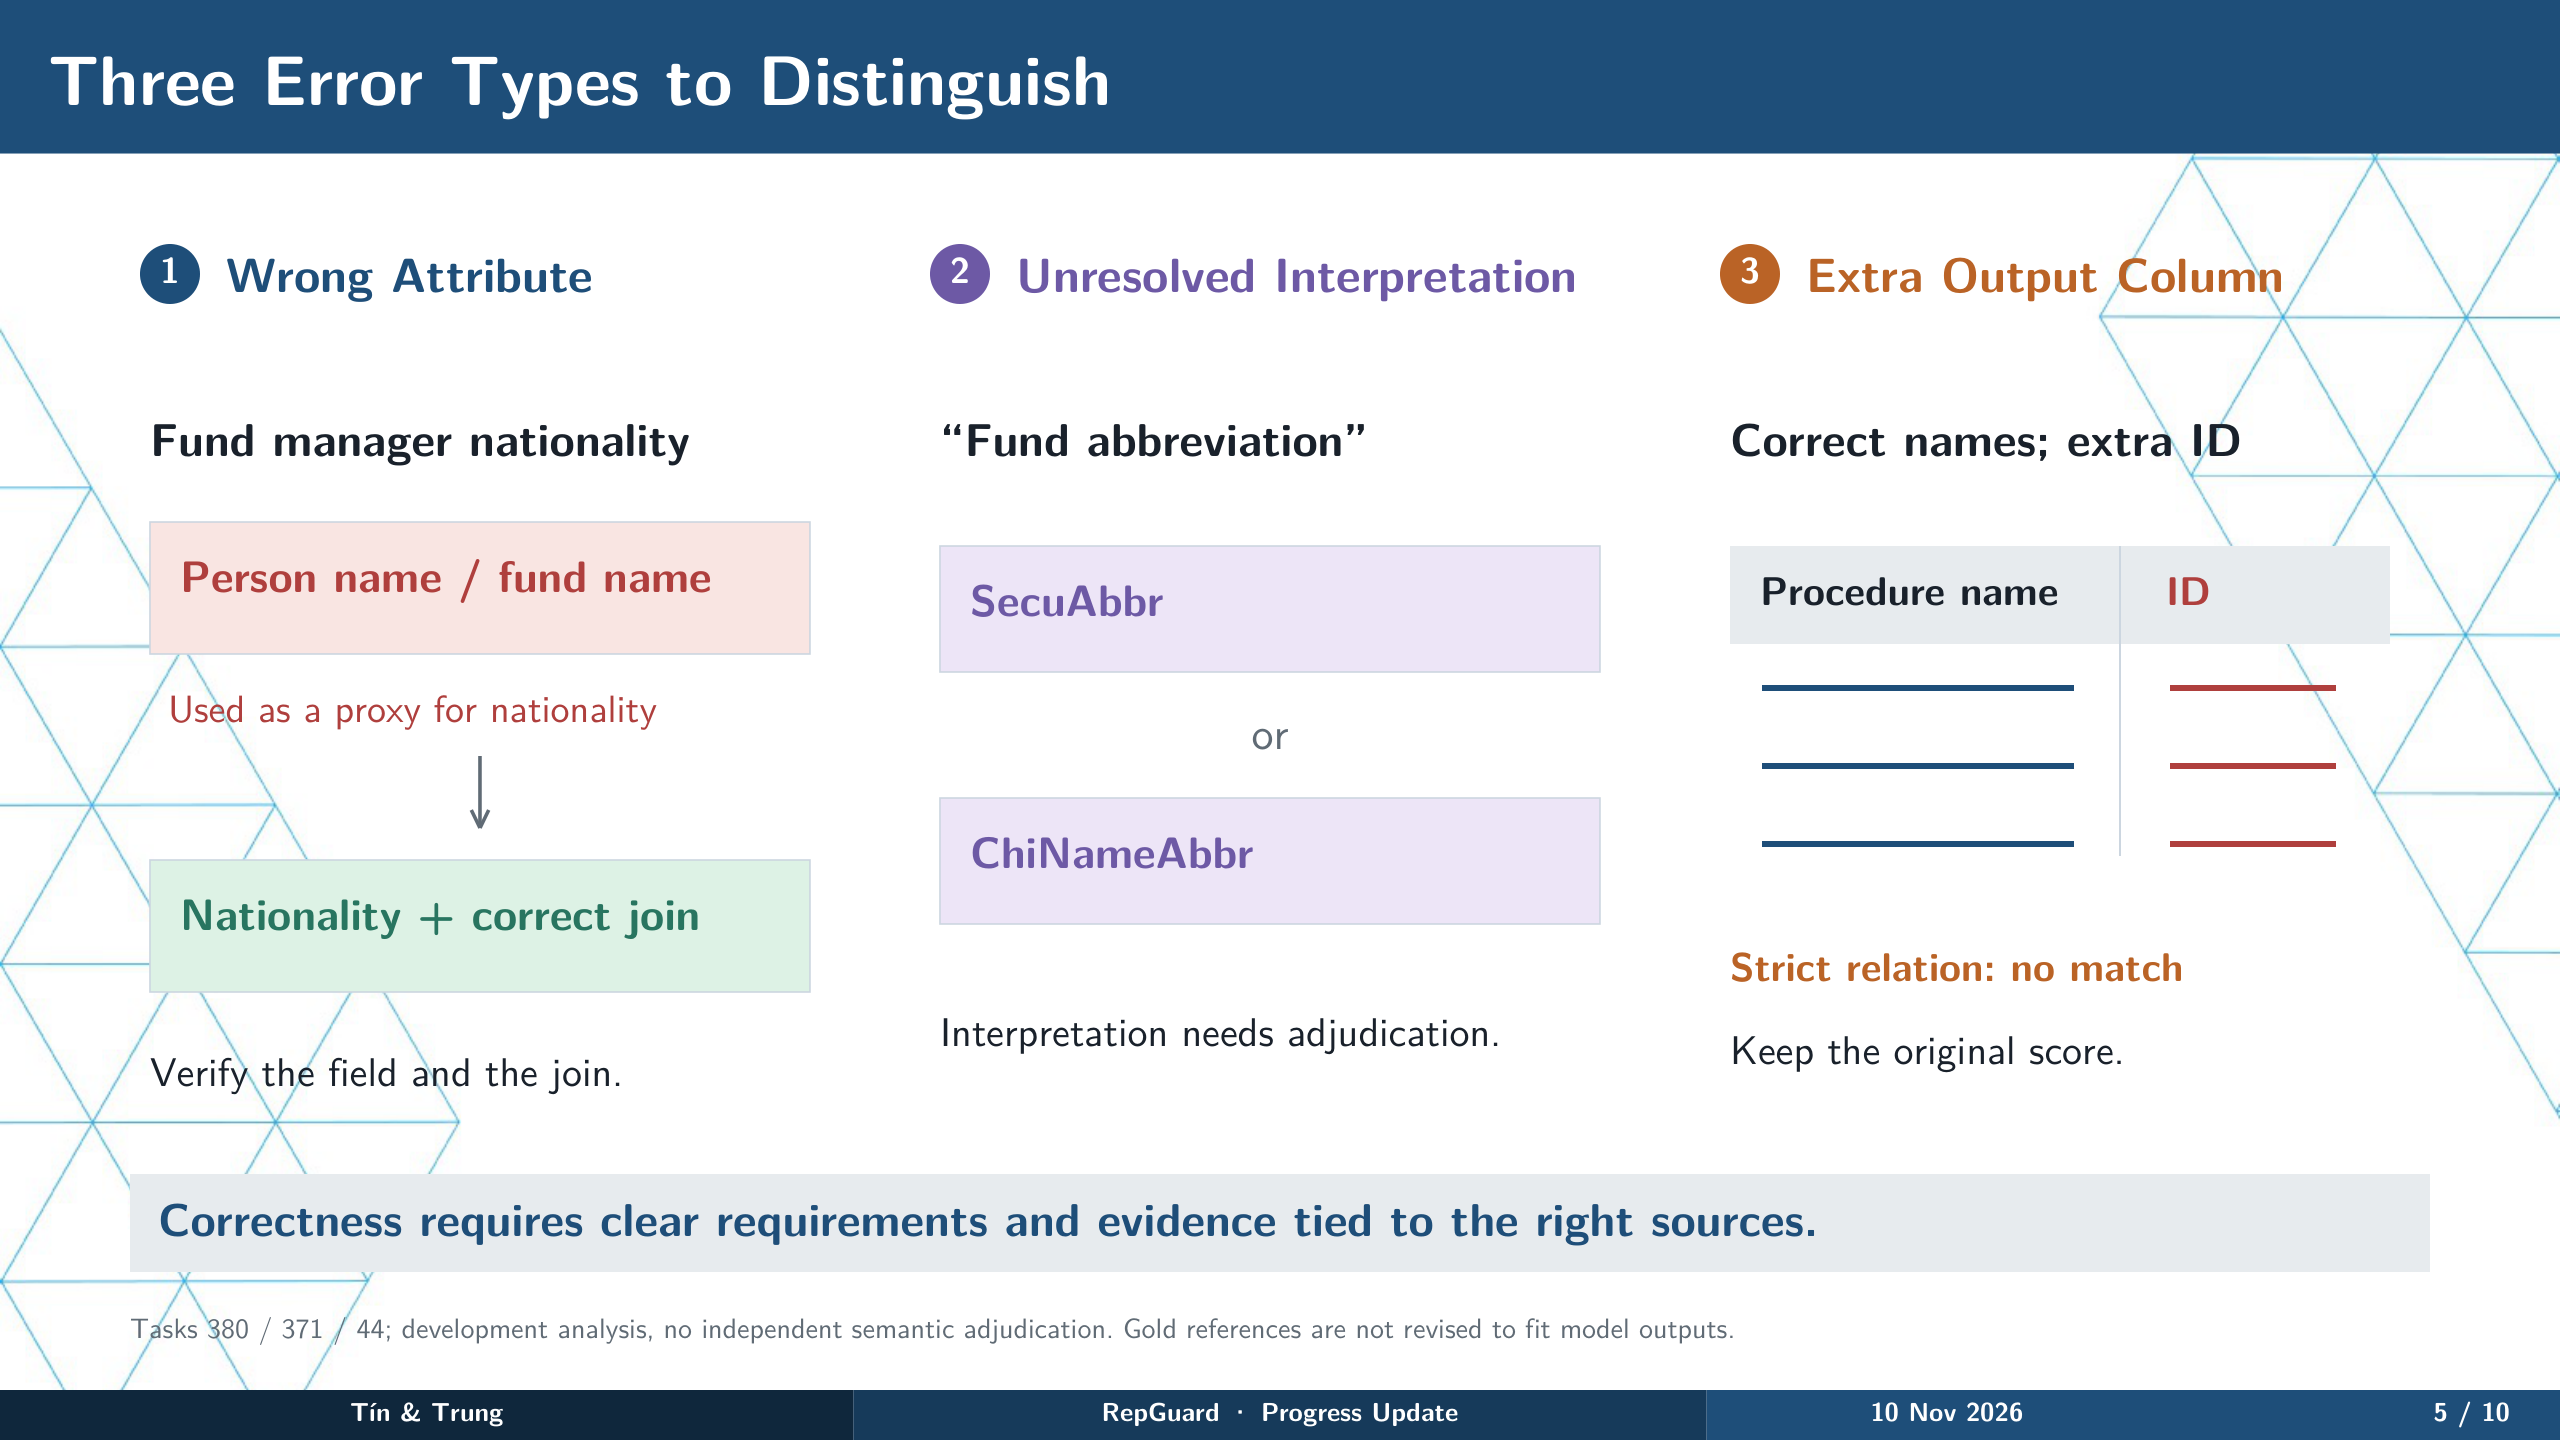 Three Error Types to Distinguish
1 Wrong Attribute
Fund manager nationality
Person name / fund name
Used as a proxy for nationality
Nationality + correct join
Verify the field and the join.
2 Unresolved Interpretation
“Fund abbreviation”
SecuAbbr
or
ChiNameAbbr
Interpretation needs adjudication.
3 Extra Output Column
Correct names; extra ID
Procedure name ID
Strict relation: no match
Keep the original score.
Correctness requires clear requirements and evidence tied to the right sources.
Tasks 380 / 371 / 44; development analysis, no independent semantic adjudication. Gold references are not revised to fit model outputs.
Tín & Trung RepGuard · Progress Update 10 Nov 2026 5 / 10